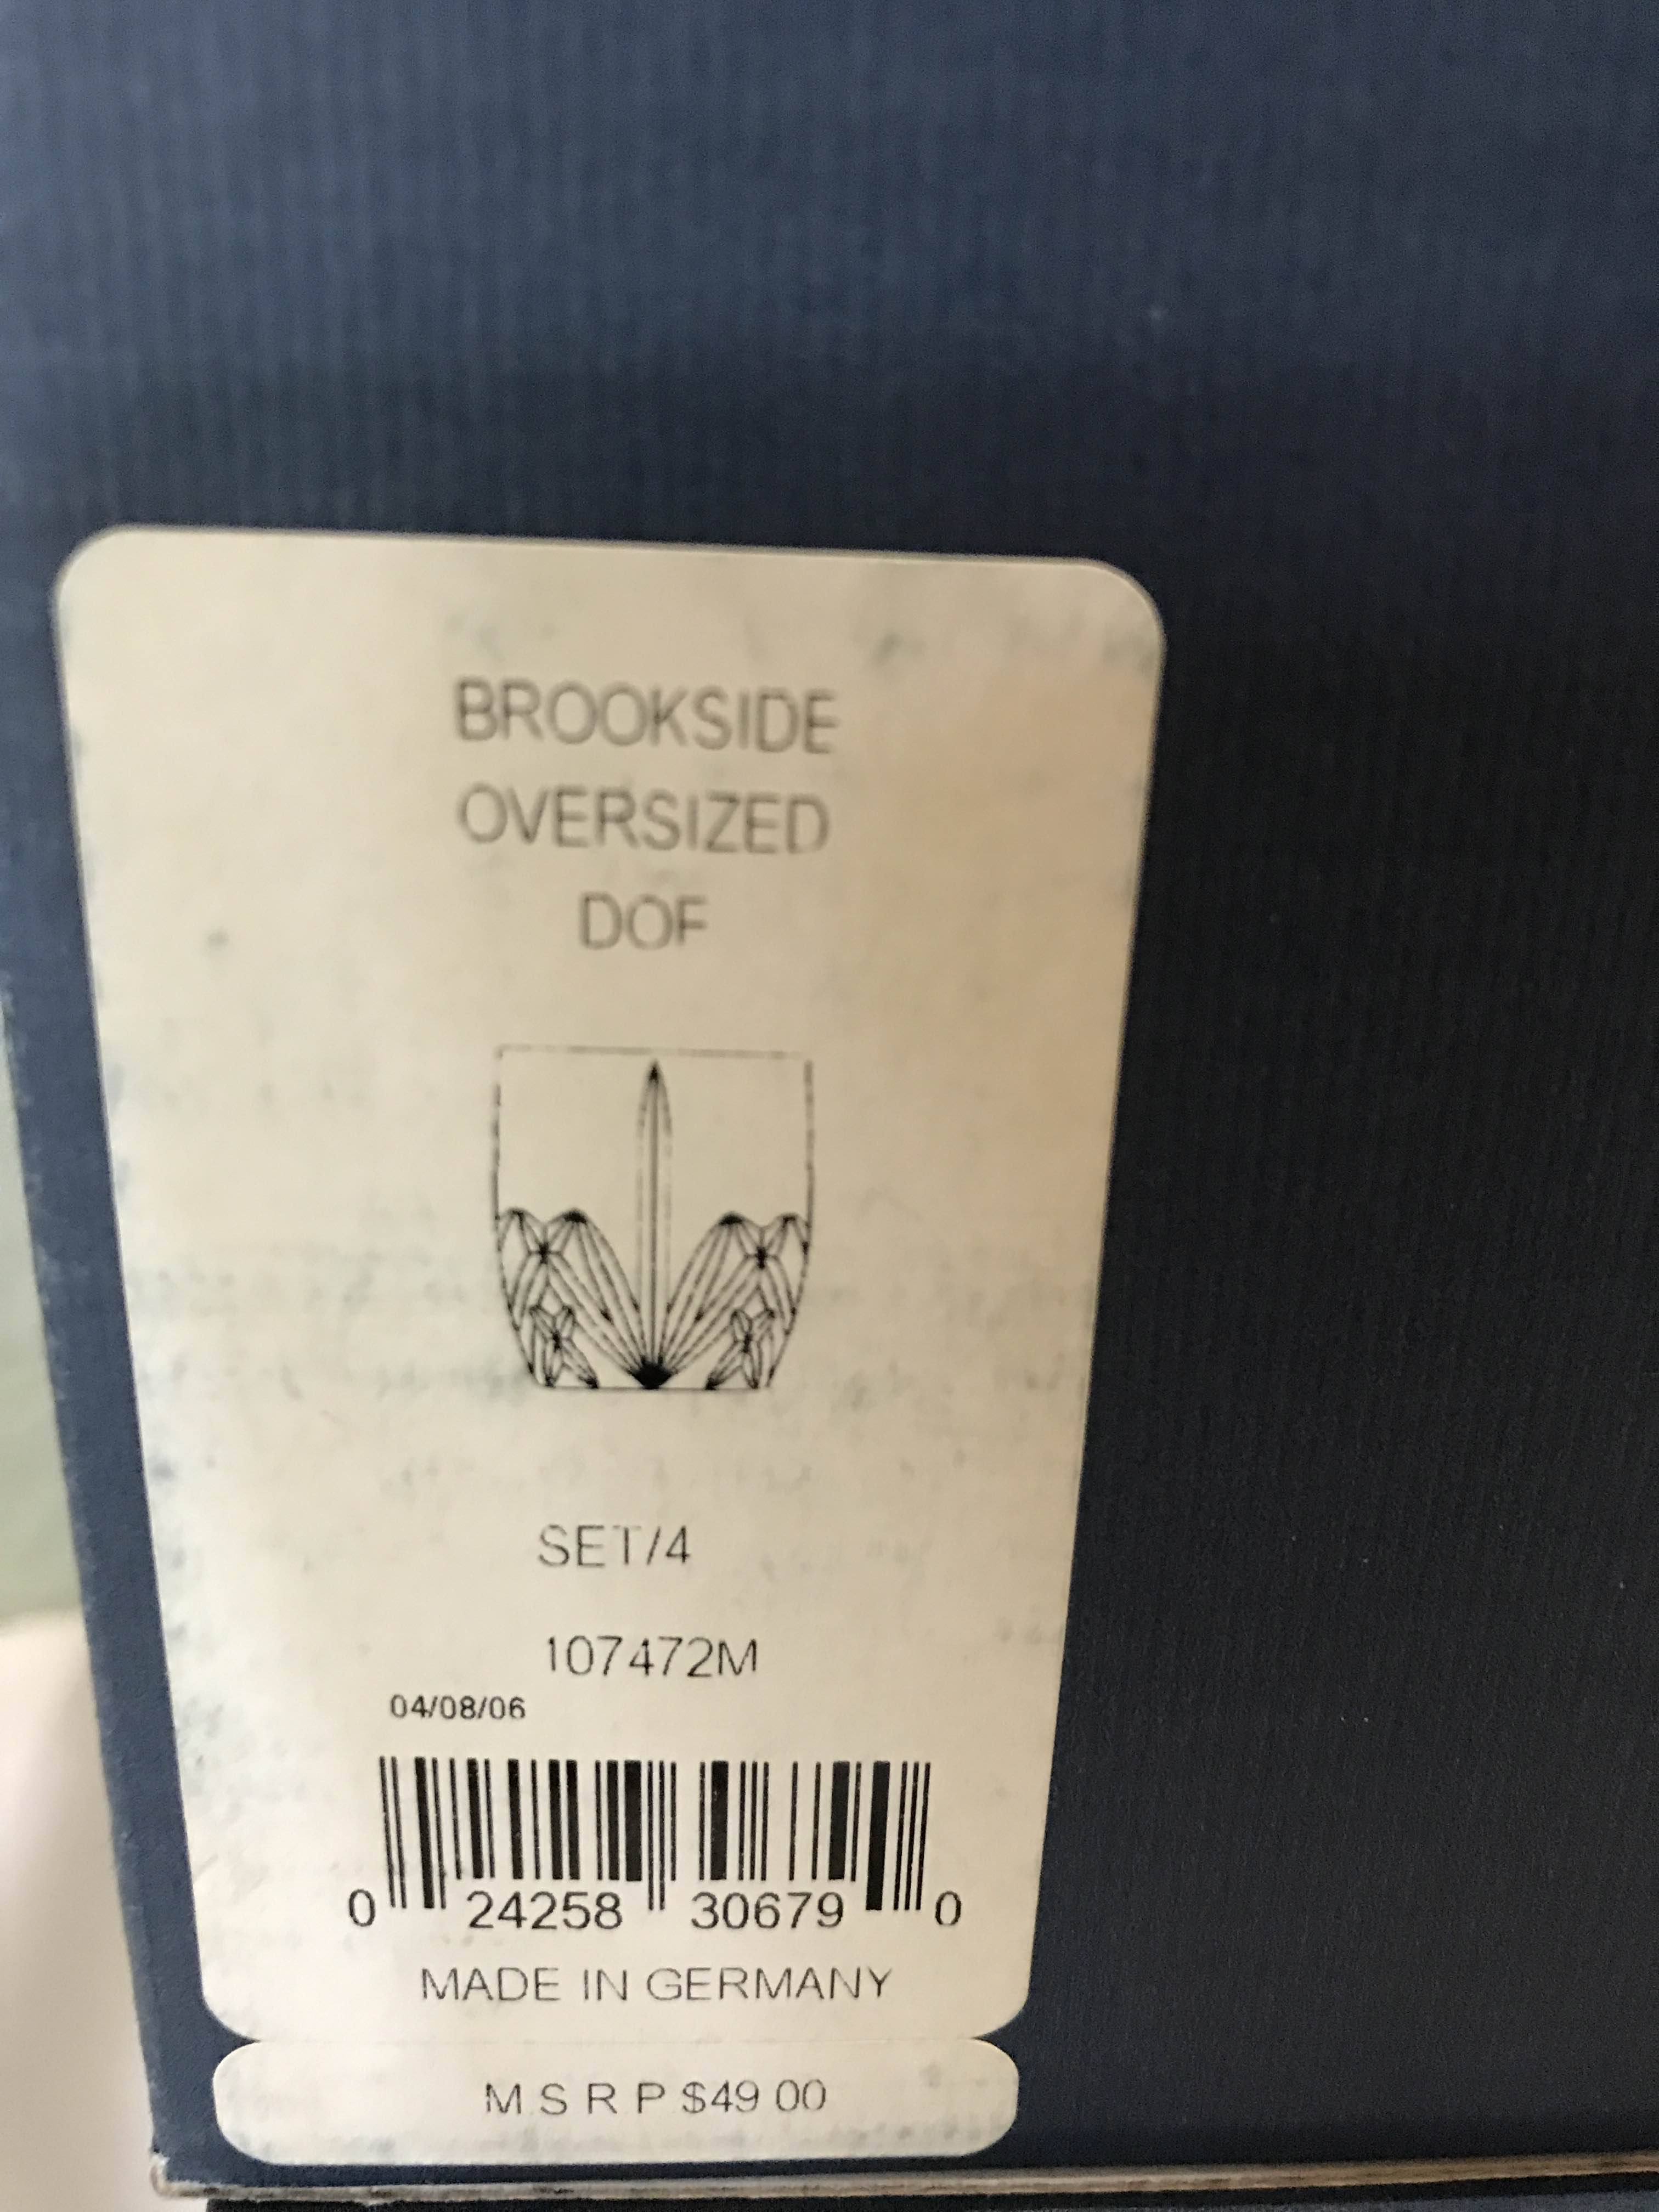 BROOKSIDE
OVERSIZED
DOF
SET/4
107472M
04/08/06
0 24258 30679 0
MADE IN GERMANY
M S R P $49 00